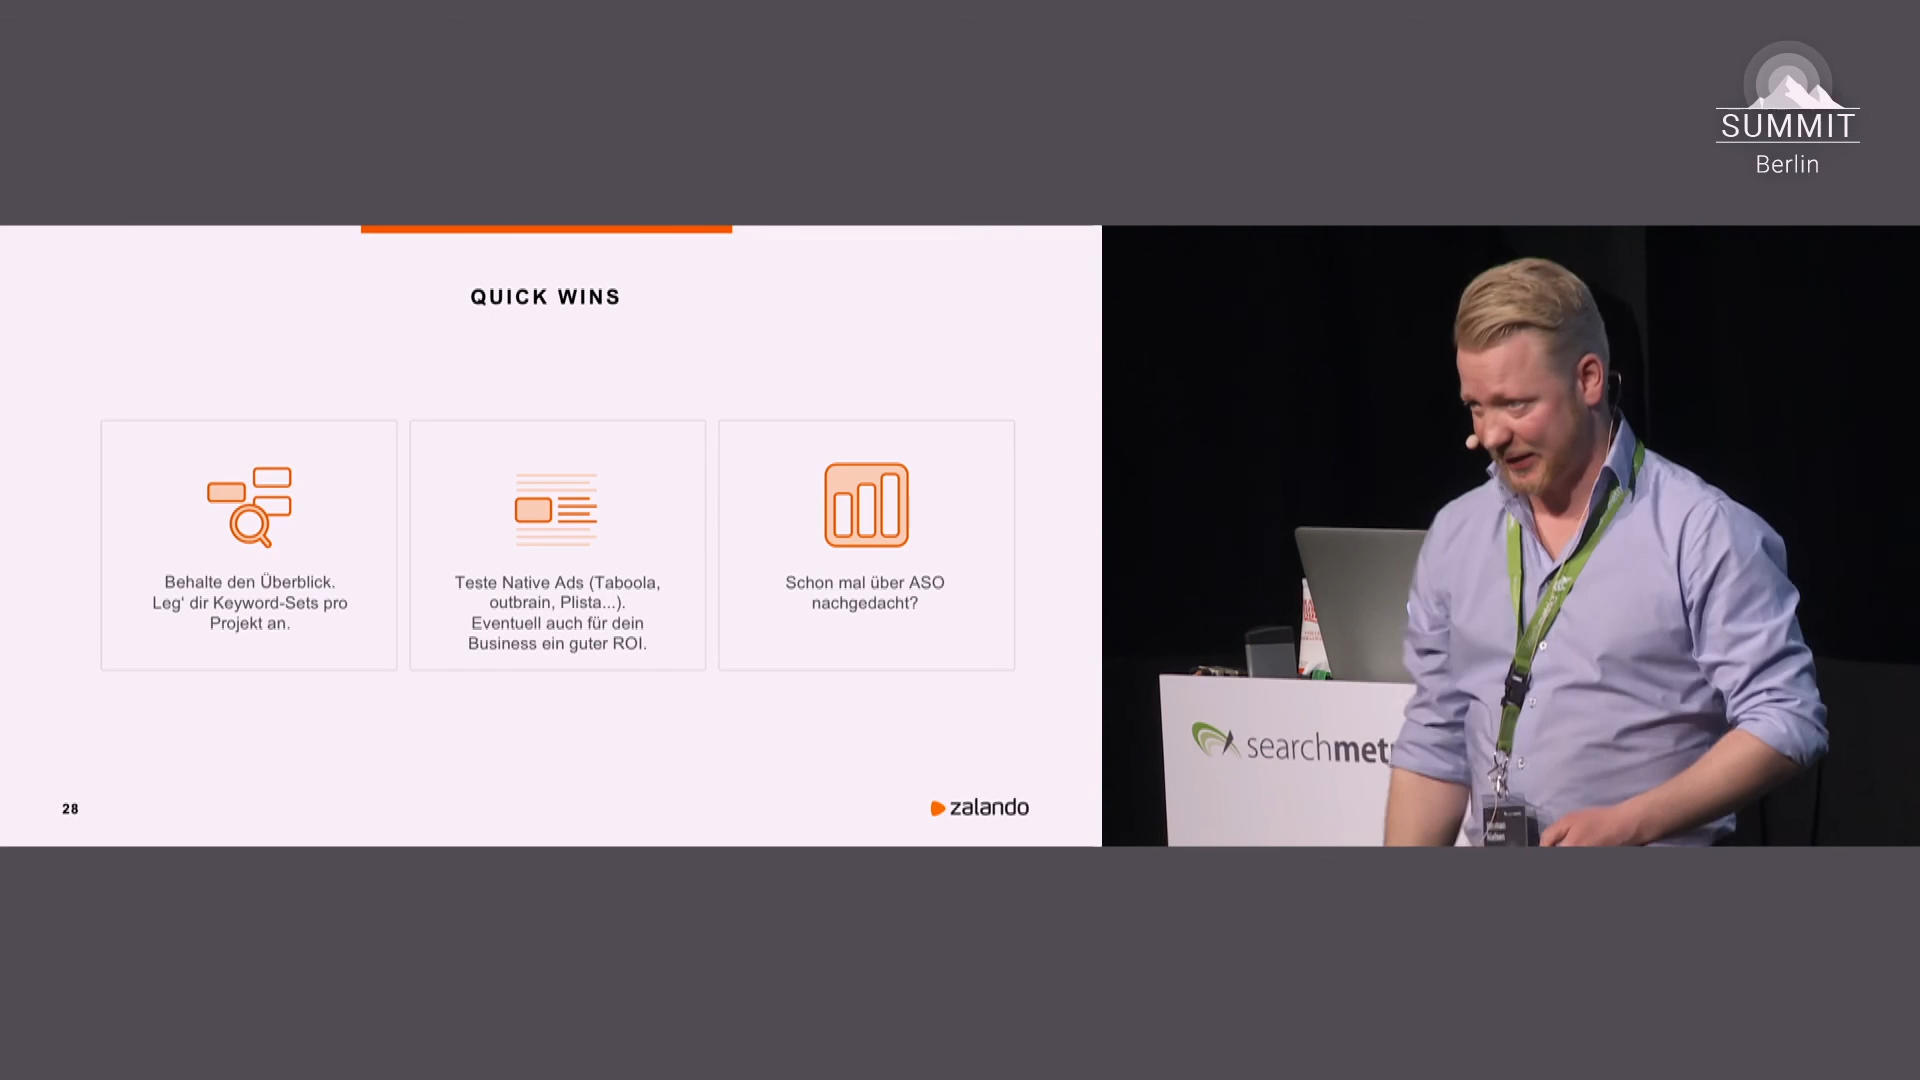 SUMMIT
Berlin
QUICK WINS
Behalte den Überblick.
Leg' dir Keyword-Sets pro
Projekt an.
Teste Native Ads (Taboola,
outbrain, Plista...).
Eventuell auch für dein
Business ein guter ROI.
Schon mal über ASO
nachgedacht?
28
zalando
searchmet